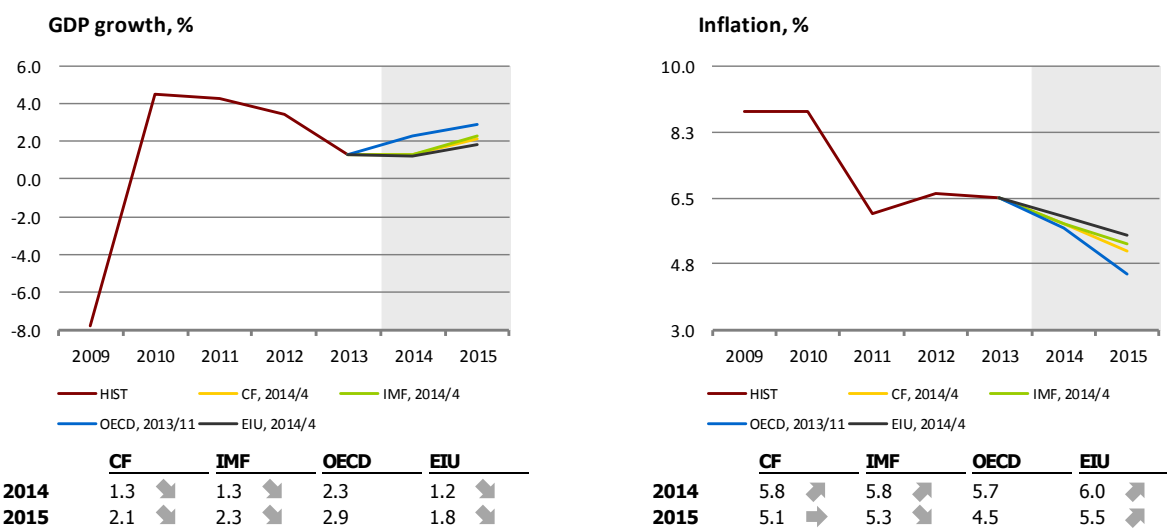 GDP growth, %
6.0
4.0
2.0
0.0
-2.0
-4.0
-6.0
-8.0
2009 2010 2011 2012 2013 2014 2015
HIST CF, 2014/4 IMF, 2014/4
OECD, 2013/11 EIU, 2014/4
CF IMF OECD EIU
2014 1.3 1.3 2.3 1.2
2015 2.1 2.3 2.9 1.8
Inflation, %
10.0
8.3
6.5
4.8
3.0
2009 2010 2011 2012 2013 2014 2015
HIST CF, 2014/4 IMF, 2014/4
OECD, 2013/11 EIU, 2014/4
CF IMF OECD EIU
2014 5.8 5.8 5.7 6.0
2015 5.1 5.3 4.5 5.5